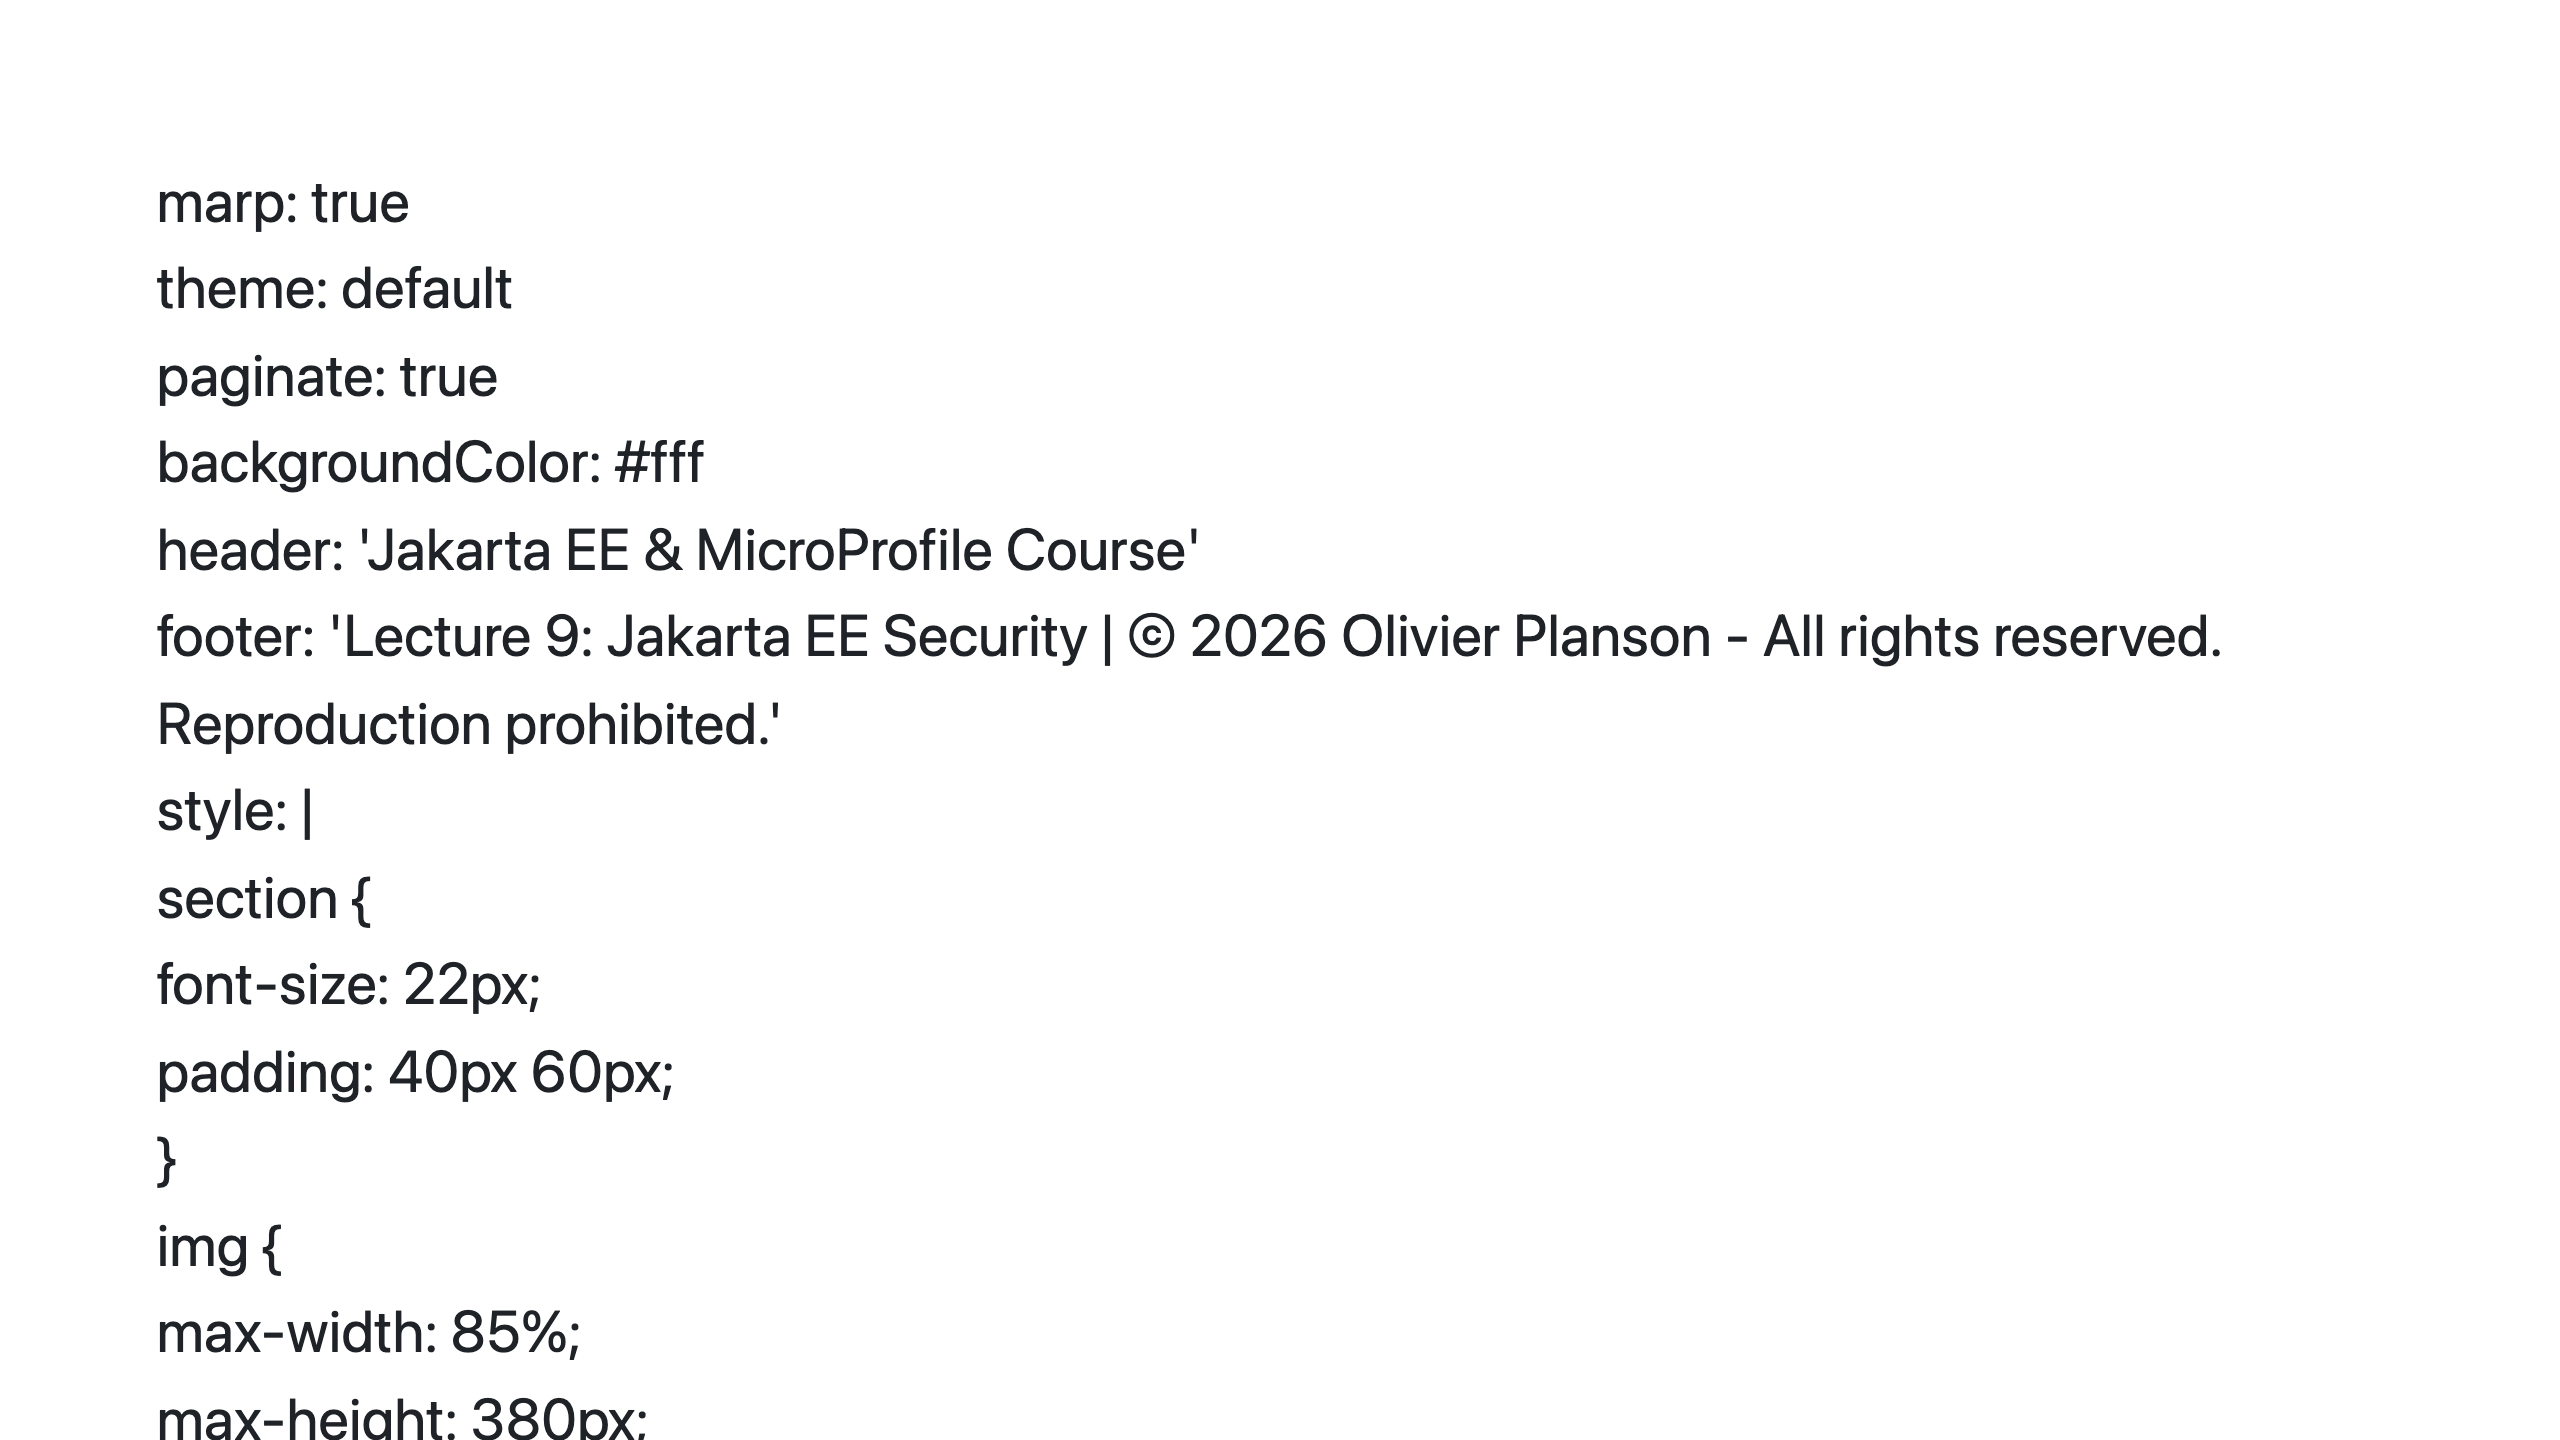 marp: true
theme: default
paginate: true
backgroundColor: #fff
header: 'Jakarta EE & MicroProfile Course'
footer: 'Lecture 9: Jakarta EE Security | © 2026 Olivier Planson - All rights reserved.
Reproduction prohibited.'
style: |
section {
font-size: 22px;
padding: 40px 60px;
}
img {
max-width: 85%;
max-height: 380px;